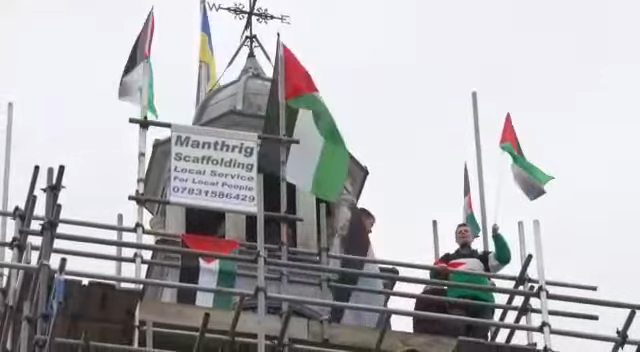 W
Manthrig
Scaffolding
Local Service
For Local People
07831586429